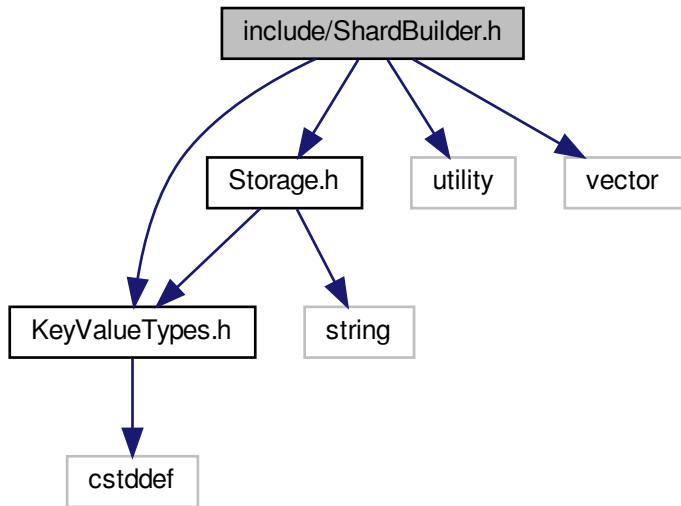 include/ShardBuilder.h
Storage.h
utility
vector
KeyValueTypes.h
string
cstddef